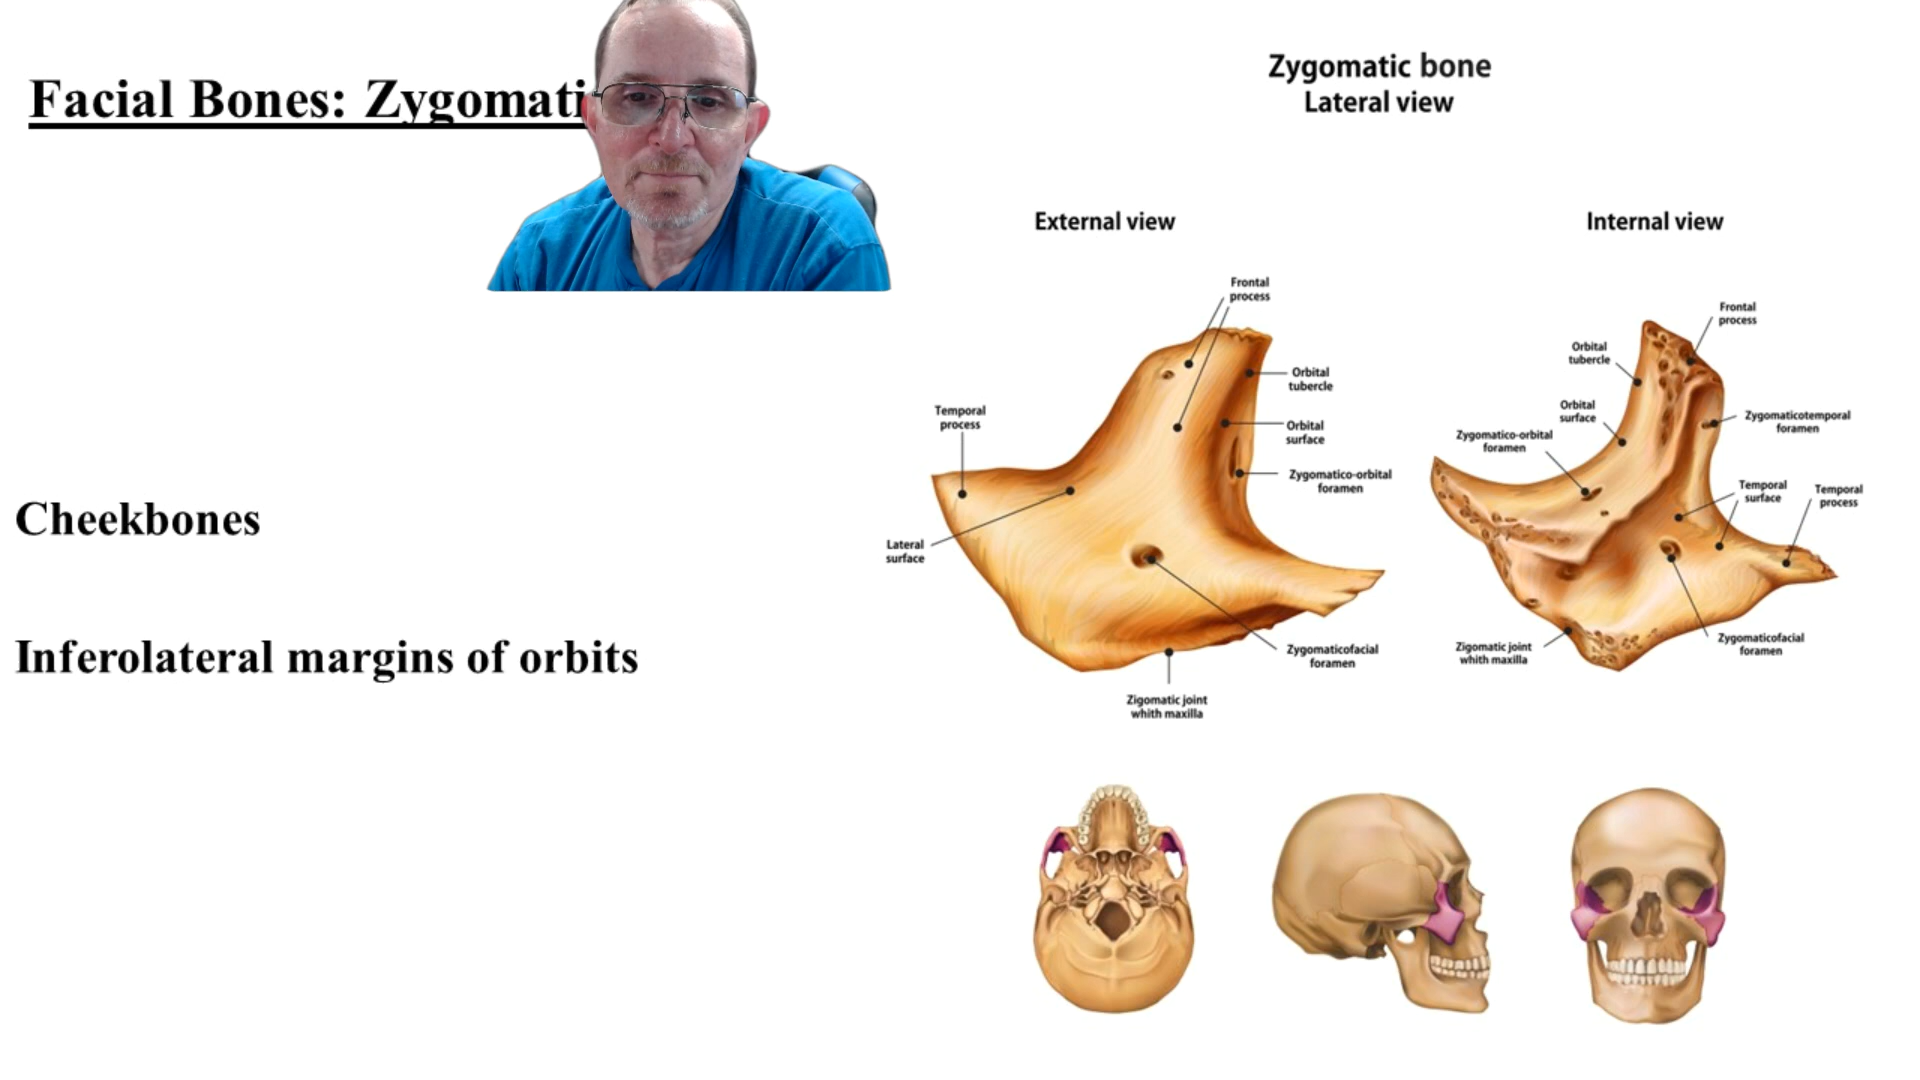 Facial Bones: Zygomati
Cheekbones
Inferolateral margins of orbits
Zygomatic bone
Lateral view
External view
Frontal
process
Orbital
tubercle
Temporal
process
Orbital
surface
Zygomatico-orbital
foramen
Lateral
surface
Zygomaticofacial
foramen
Zigomatic joint
whith maxilla
Internal view
Frontal
process
Orbital
tubercle
Orbital
surface
Zygomaticotemporal
foramen
Zygomatico-orbital
foramen
Temporal
surface
Temporal
process
Zygomaticofacial
foramen
Zigomatic joint
whith maxilla